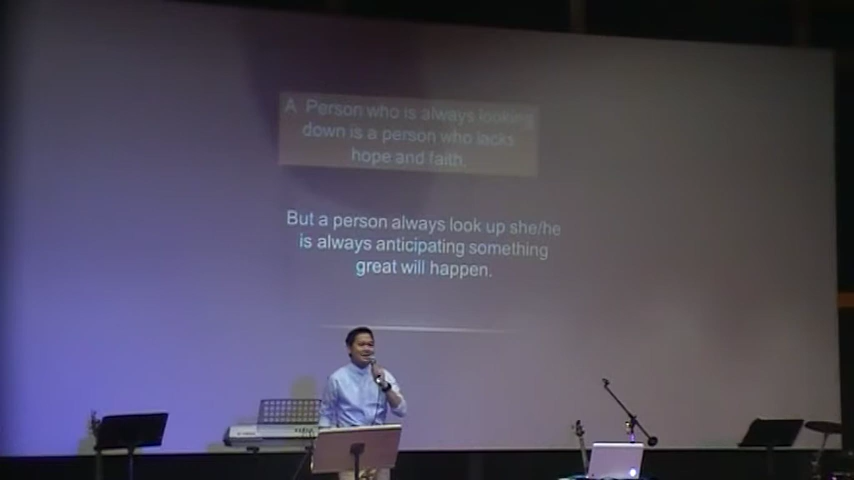 A Person who is always looking
down is a person who lacks
hope and faith.
But a person always look up she/he
is always anticipating something
great will happen.